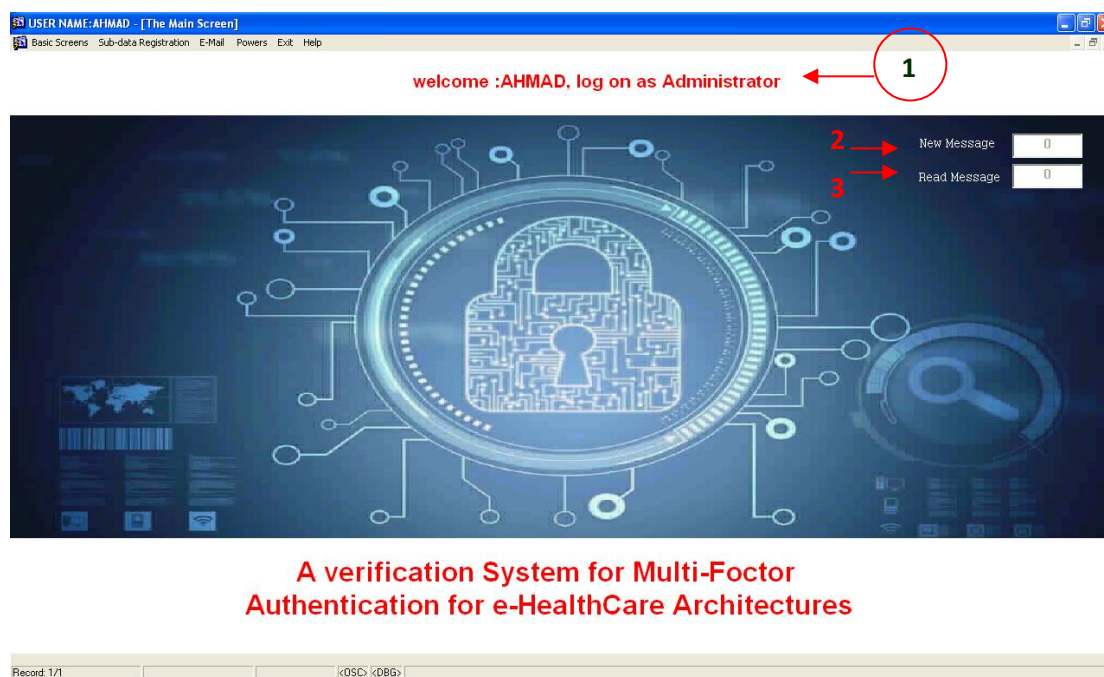 USER NAME:AHMAD - [The Main Screen]
Basic Screens Sub-data Registration E-Mail Powers Exit Help
welcome :AHMAD, log on as Administrator
1
2 New Message 0
3 Read Message 0
A verification System for Multi-Foctor
Authentication for e-HealthCare Architectures
Record: 1/1 <OSC> <DBG>